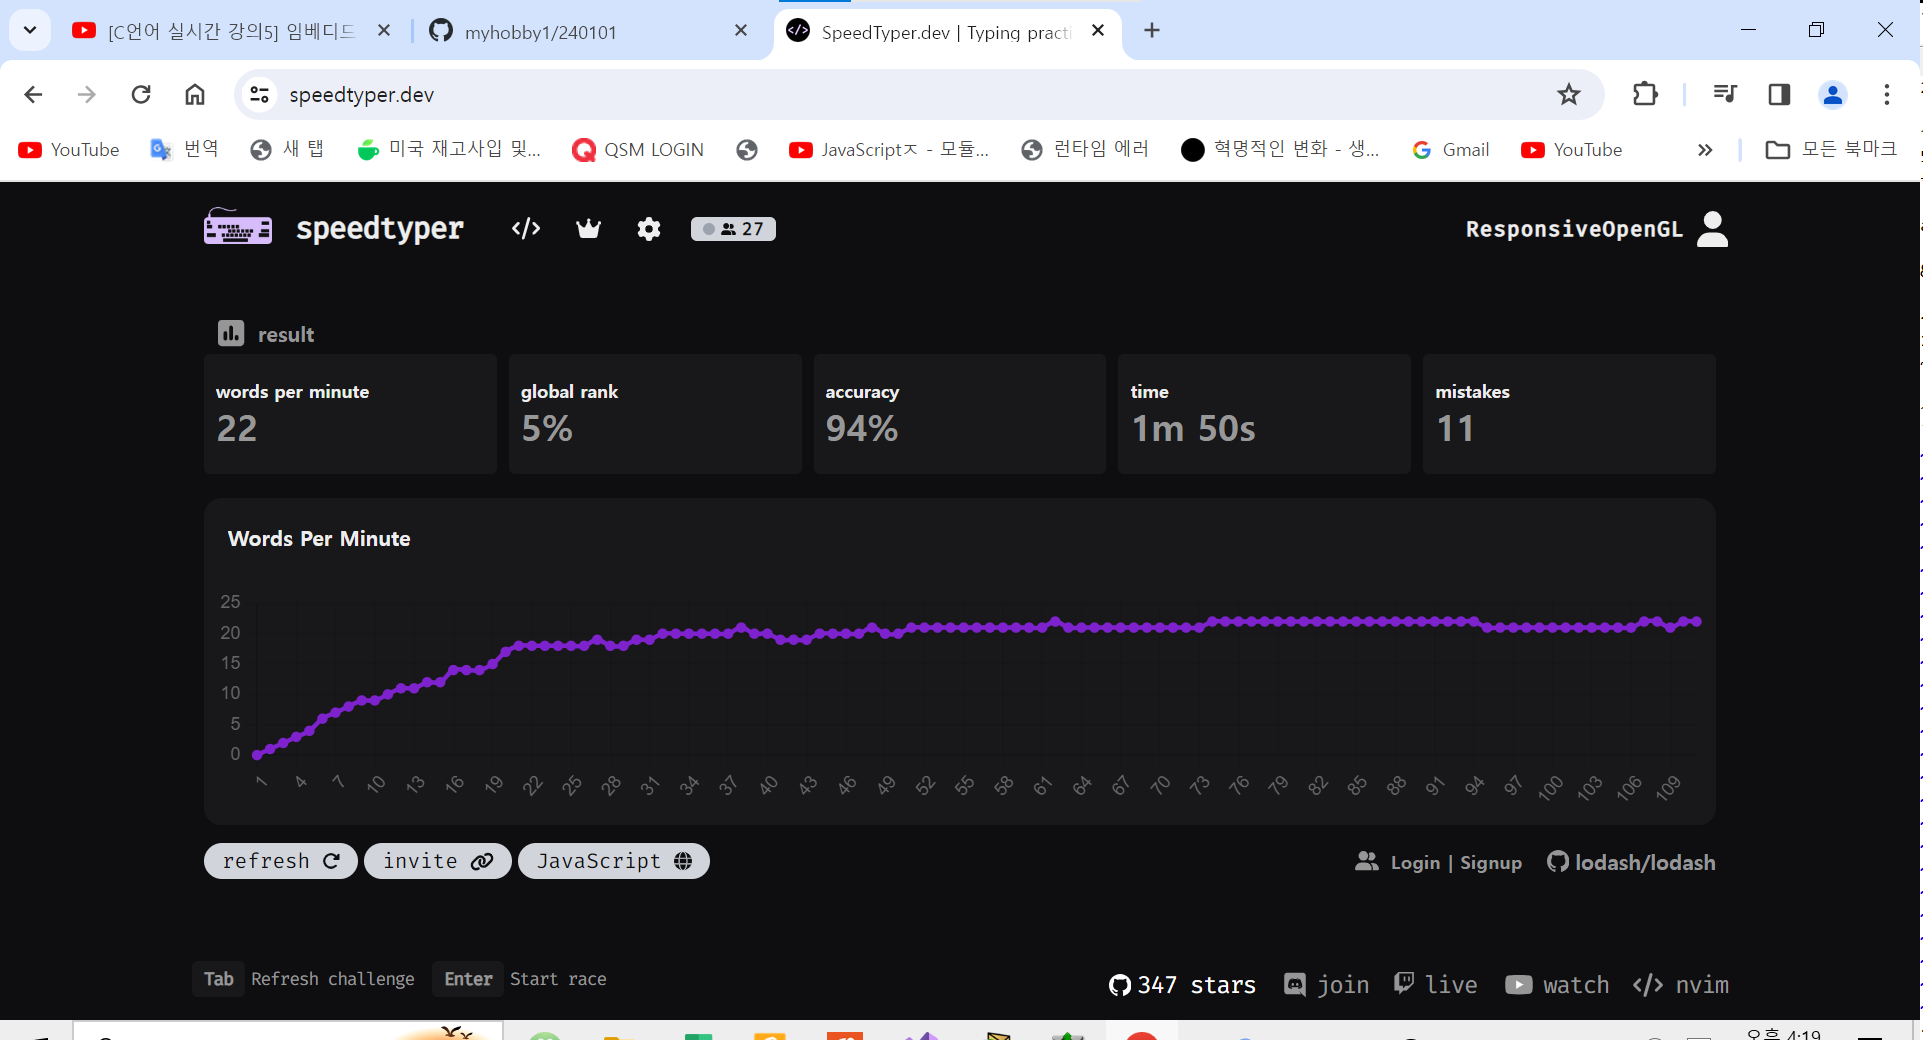 [C언어 실시간 강의5] 임베디드
myhobby1/240101
SpeedTyper.dev | Typing practi
speedtyper.dev
YouTube 번역 새 탭 미국 재고사입 및... QSM LOGIN JavaScriptㅈ - 모듈... 런타임 에러 혁명적인 변화 - 생... Gmail YouTube » 모든 북마크
speedtyper </> 27 ResponsiveOpenGL
result
words per minute
22
global rank
5%
accuracy
94%
time
1m 50s
mistakes
11
Words Per Minute
25
20
15
10
5
0
1 4 7 10 13 16 19 22 25 28 31 34 37 40 43 46 49 52 55 58 61 64 67 70 73 76 79 82 85 88 91 94 97 100 103 106 109
refresh invite JavaScript Login | Signup lodash/lodash
Tab Refresh challenge Enter Start race 347 stars join live watch </> nvim
오후 4:19